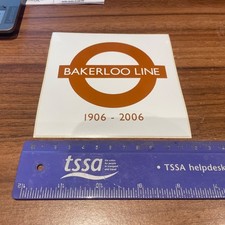 BAKERLOO LINE
1906 - 2006
tssa
• TSSA helpdesk